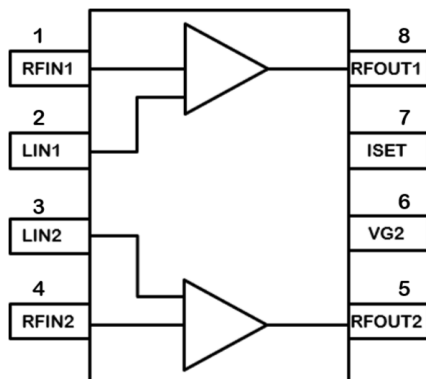 1
RFIN1
2
LIN1
3
LIN2
4
RFIN2
8
RFOUT1
7
ISET
6
VG2
5
RFOUT2